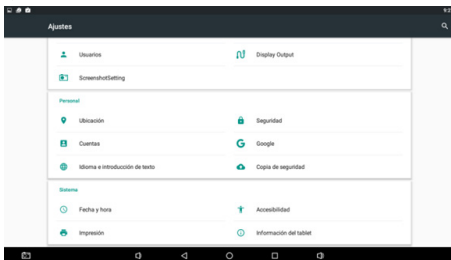 Ajustes
Usuarios
Display Output
ScreenshotSetting
Personal
Ubicación
Seguridad
Cuentas
Google
Idioma e introducción de texto
Copia de seguridad
Sistema
Fecha y hora
Accesibilidad
Impresión
Información del tablet